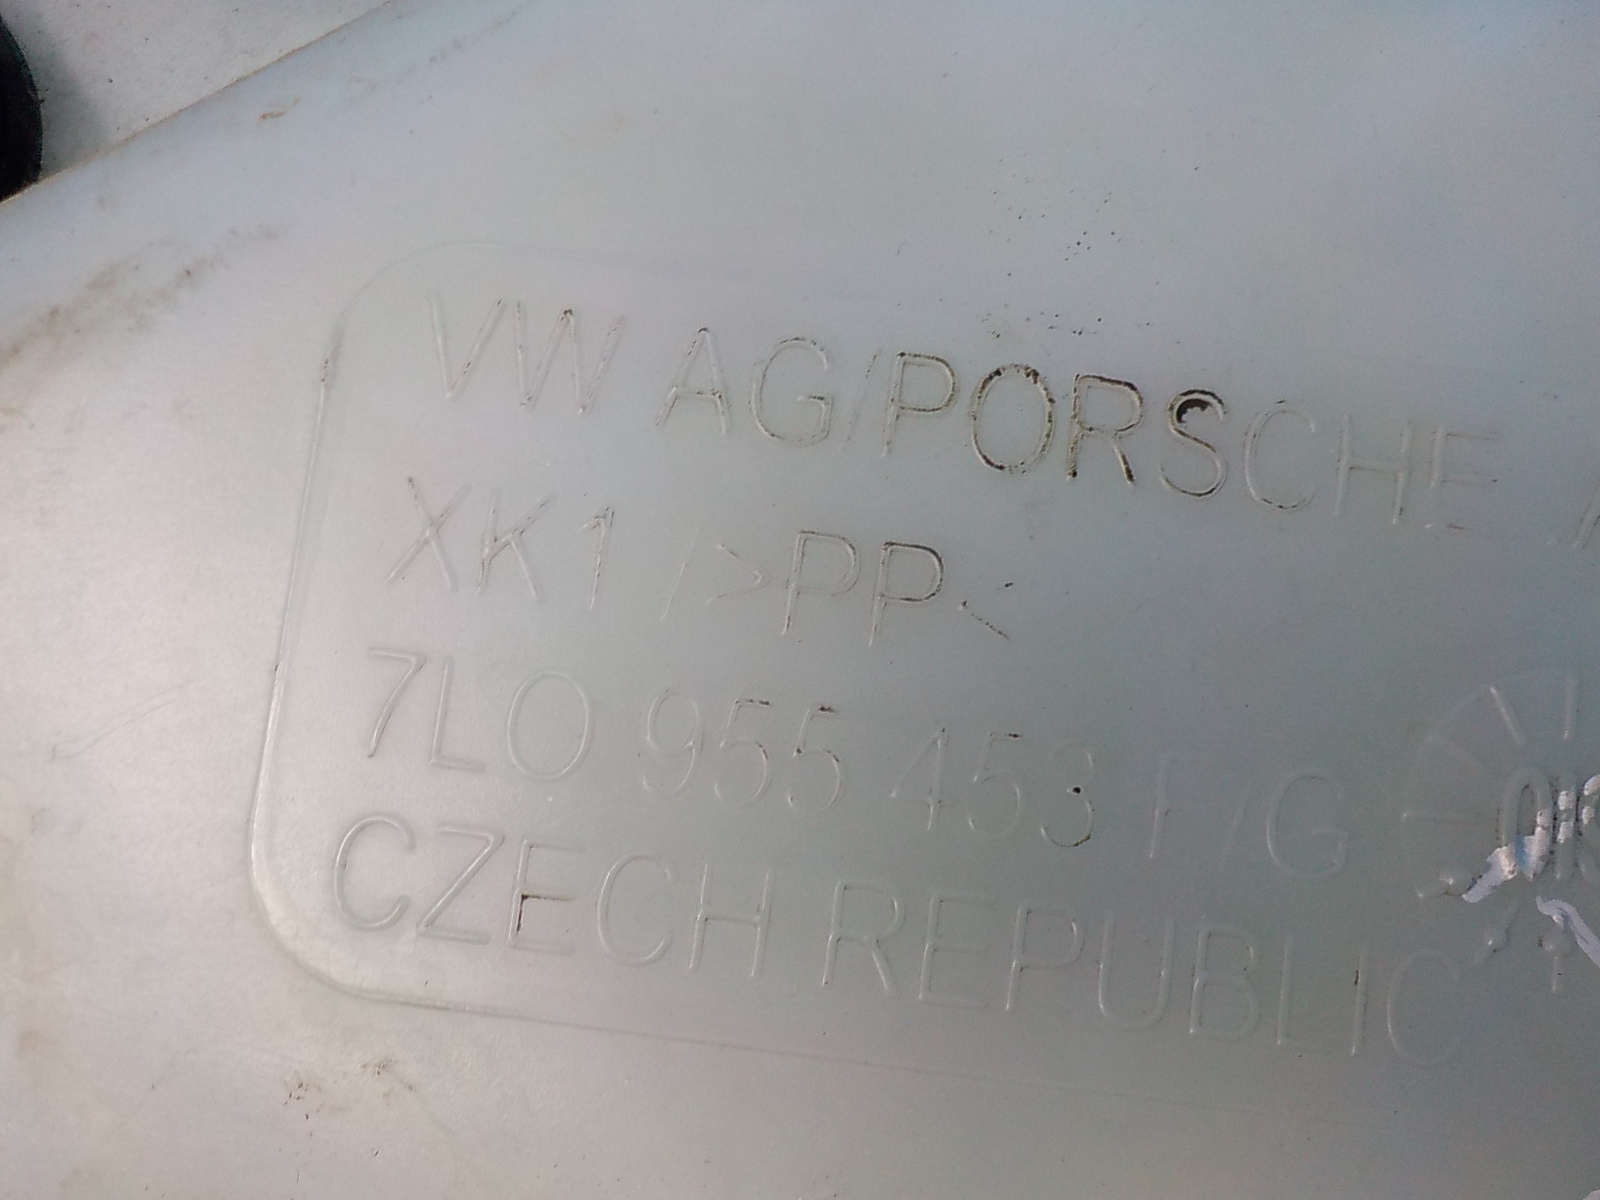 VW AG/PORSCHE
XK1 />PP<
7L0 955 453 F/G
CZECH REPUBLIC